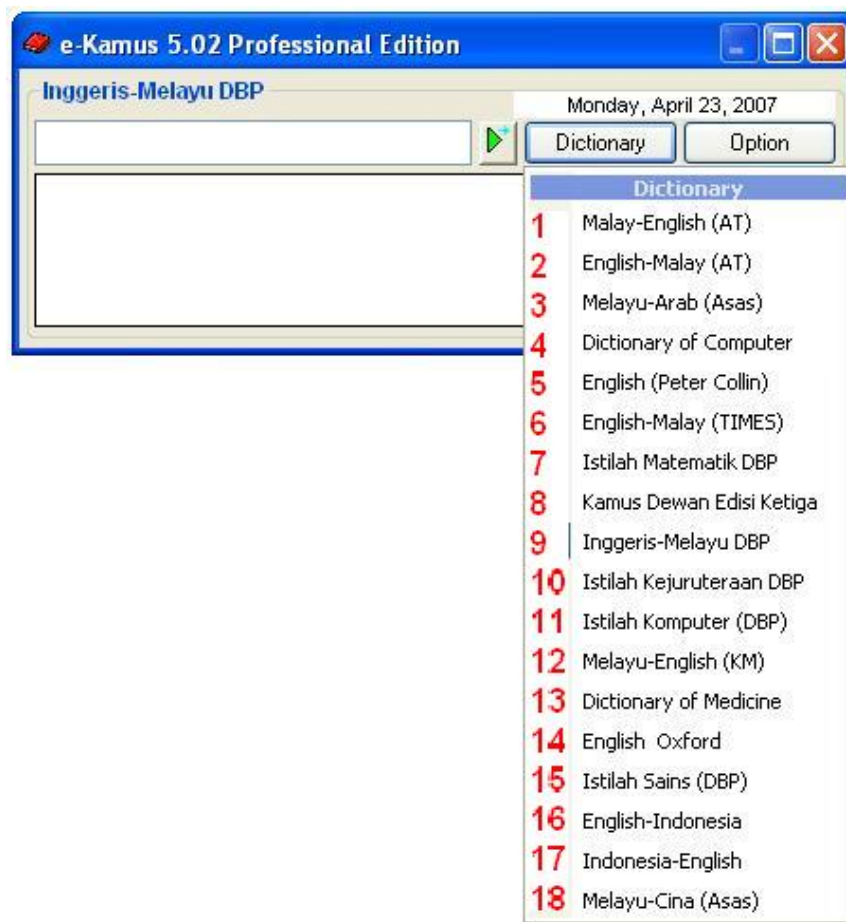 e-Kamus 5.02 Professional Edition
Inggeris-Melayu DBP
Monday, April 23, 2007
Dictionary Option
Dictionary
1 Malay-English (AT)
2 English-Malay (AT)
3 Melayu-Arab (Asas)
4 Dictionary of Computer
5 English (Peter Collin)
6 English-Malay (TIMES)
7 Istilah Matematik DBP
8 Kamus Dewan Edisi Ketiga
9 Inggeris-Melayu DBP
10 Istilah Kejuruteraan DBP
11 Istilah Komputer (DBP)
12 Melayu-English (KM)
13 Dictionary of Medicine
14 English Oxford
15 Istilah Sains (DBP)
16 English-Indonesia
17 Indonesia-English
18 Melayu-Cina (Asas)